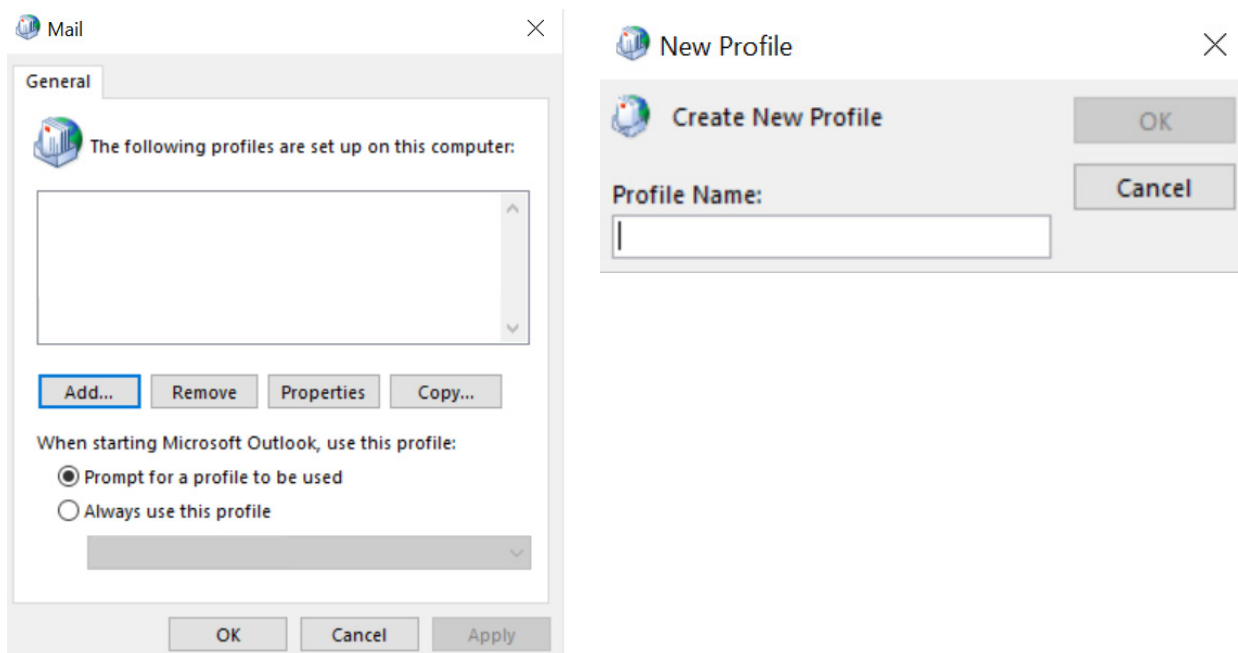 Mail
General
The following profiles are set up on this computer:
Add... Remove Properties Copy...
When starting Microsoft Outlook, use this profile:
Prompt for a profile to be used
Always use this profile
OK Cancel Apply
New Profile
Create New Profile
OK
Cancel
Profile Name: